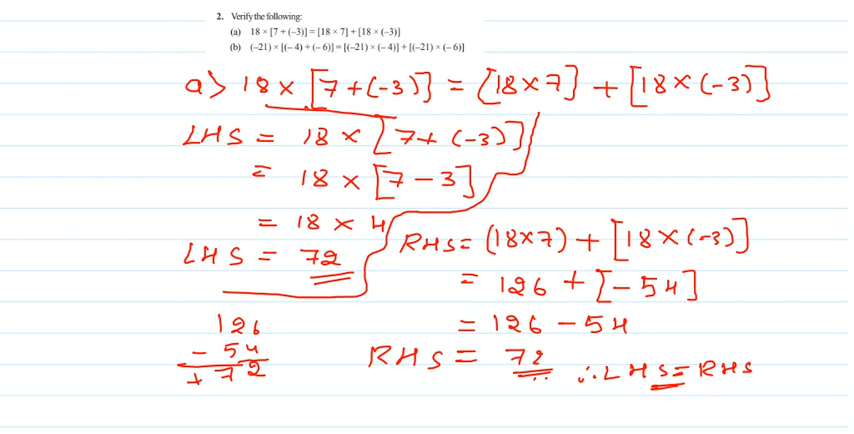 2. Verify the following:
(a) 18 × [7 + (–3)] = [18 × 7] + [18 × (–3)]
(b) (–21) × [(– 4) + (– 6)] = [(–21) × (– 4)] + [(–21) × (– 6)]
a) 18 × [7 + (-3)] = [18 × 7] + [18 × (-3)]
LHS = 18 × [7 + (-3)]
= 18 × [7 - 3]
= 18 × 4
LHS = 72
RHS = (18×7) + [18×(-3)]
= 126 + [-54]
= 126 - 54
RHS = 72
∴ LHS = RHS
126
- 54
+ 72